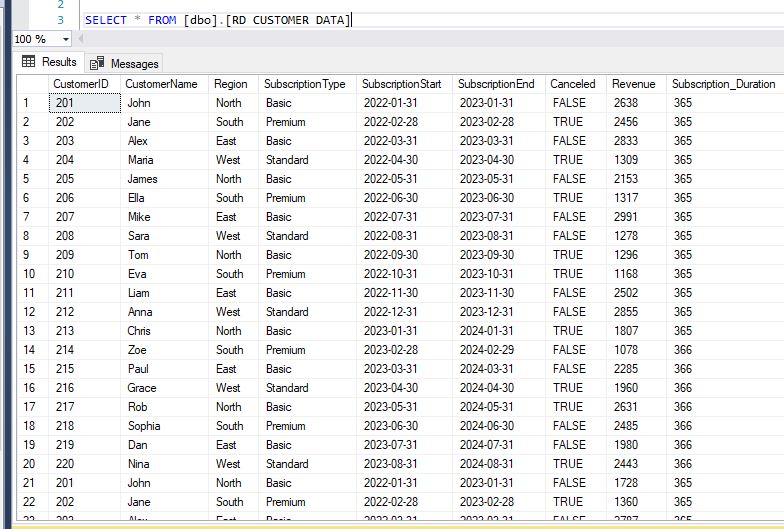 2
3 SELECT * FROM [dbo].[RD CUSTOMER DATA]
100 %
Results Messages
CustomerID CustomerName Region SubscriptionType SubscriptionStart SubscriptionEnd Canceled Revenue Subscription_Duration
1 201 John North Basic 2022-01-31 2023-01-31 FALSE 2638 365
2 202 Jane South Premium 2022-02-28 2023-02-28 TRUE 2456 365
3 203 Alex East Basic 2022-03-31 2023-03-31 FALSE 2833 365
4 204 Maria West Standard 2022-04-30 2023-04-30 TRUE 1309 365
5 205 James North Basic 2022-05-31 2023-05-31 FALSE 2153 365
6 206 Ella South Premium 2022-06-30 2023-06-30 TRUE 1317 365
7 207 Mike East Basic 2022-07-31 2023-07-31 FALSE 2991 365
8 208 Sara West Standard 2022-08-31 2023-08-31 FALSE 1278 365
9 209 Tom North Basic 2022-09-30 2023-09-30 TRUE 1296 365
10 210 Eva South Premium 2022-10-31 2023-10-31 TRUE 1168 365
11 211 Liam East Basic 2022-11-30 2023-11-30 FALSE 2502 365
12 212 Anna West Standard 2022-12-31 2023-12-31 FALSE 2855 365
13 213 Chris North Basic 2023-01-31 2024-01-31 TRUE 1807 365
14 214 Zoe South Premium 2023-02-28 2024-02-29 FALSE 1078 366
15 215 Paul East Basic 2023-03-31 2024-03-31 FALSE 2285 366
16 216 Grace West Standard 2023-04-30 2024-04-30 TRUE 1960 366
17 217 Rob North Basic 2023-05-31 2024-05-31 TRUE 2631 366
18 218 Sophia South Premium 2023-06-30 2024-06-30 FALSE 2485 366
19 219 Dan East Basic 2023-07-31 2024-07-31 FALSE 1980 366
20 220 Nina West Standard 2023-08-31 2024-08-31 TRUE 2443 366
21 201 John North Basic 2022-01-31 2023-01-31 FALSE 1728 365
22 202 Jane South Premium 2022-02-28 2023-02-28 TRUE 1360 365